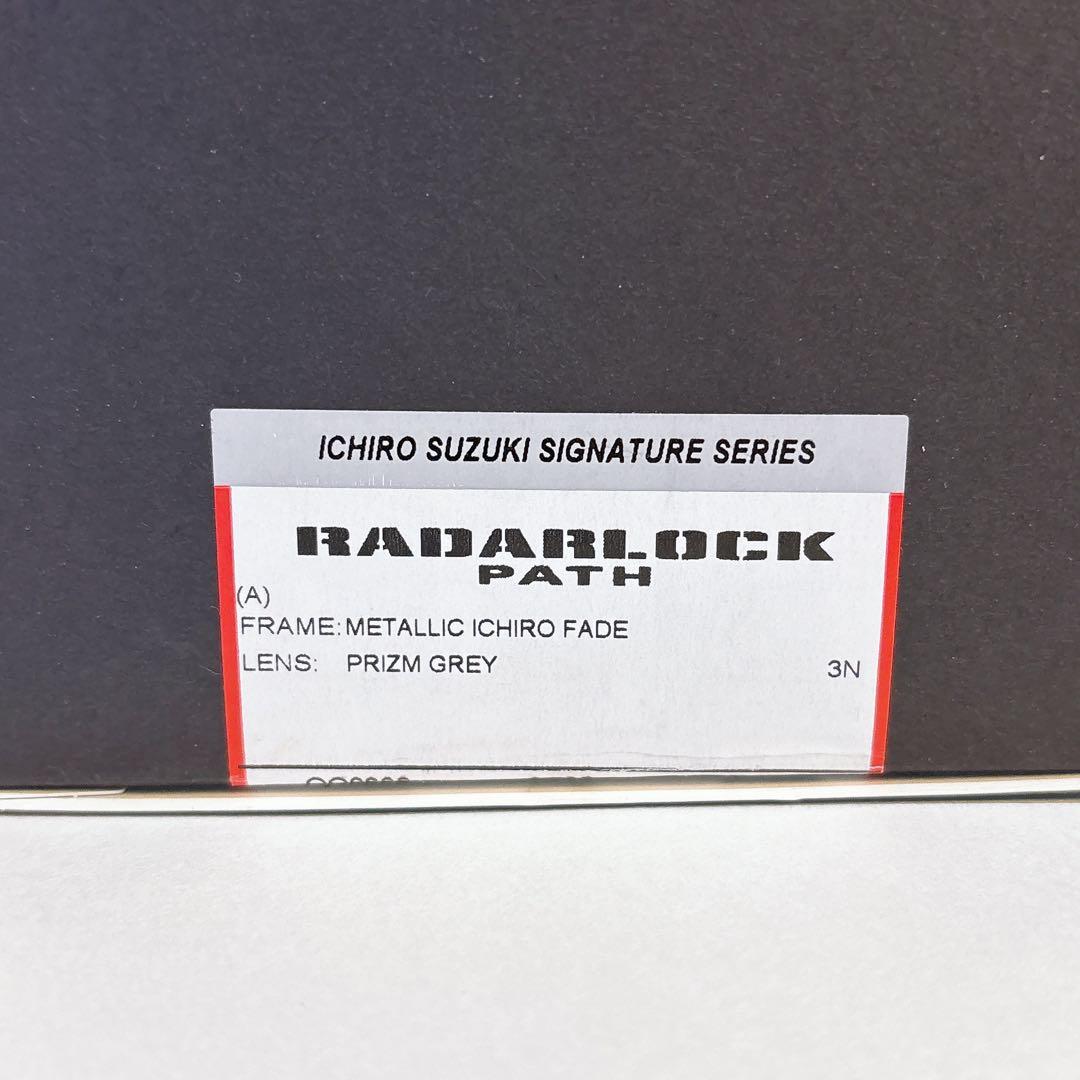 ICHIRO SUZUKI SIGNATURE SERIES
RADARLOCK
PATH
(A)
FRAME: METALLIC ICHIRO FADE
LENS: PRIZM GREY 3N